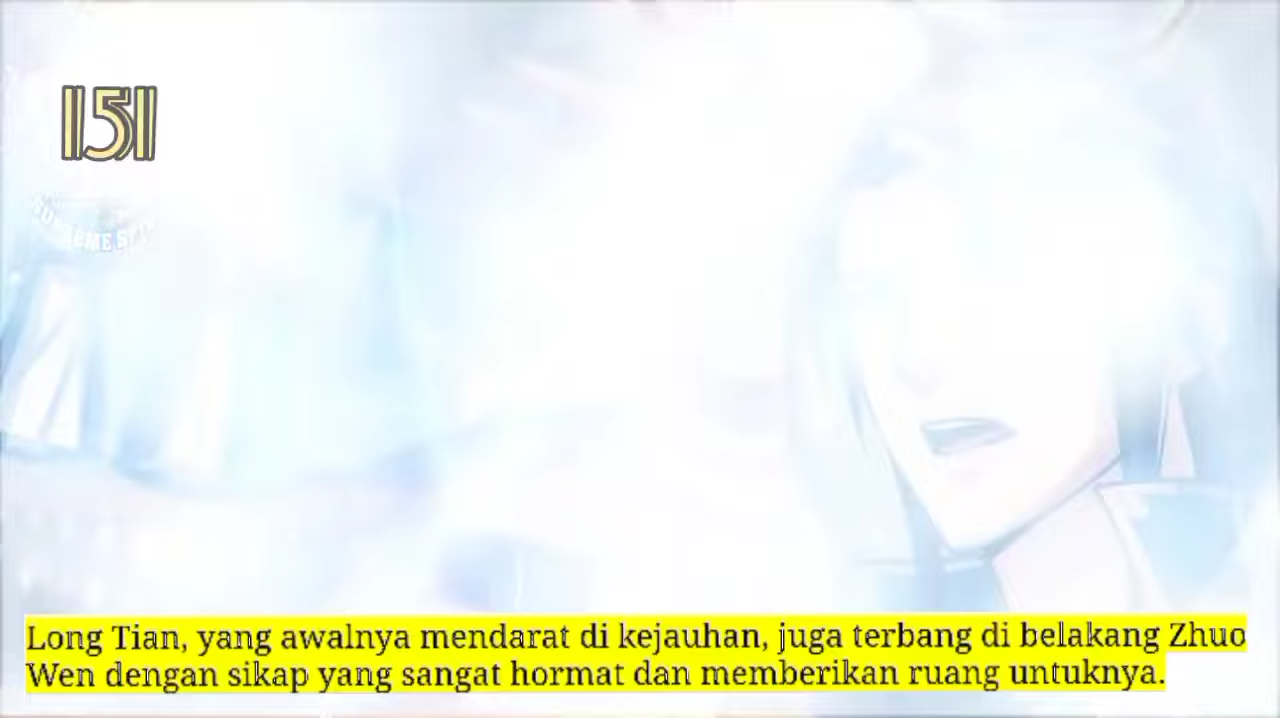 151
Long Tian, yang awalnya mendarat di kejauhan, juga terbang di belakang Zhuo
Wen dengan sikap yang sangat hormat dan memberikan ruang untuknya.